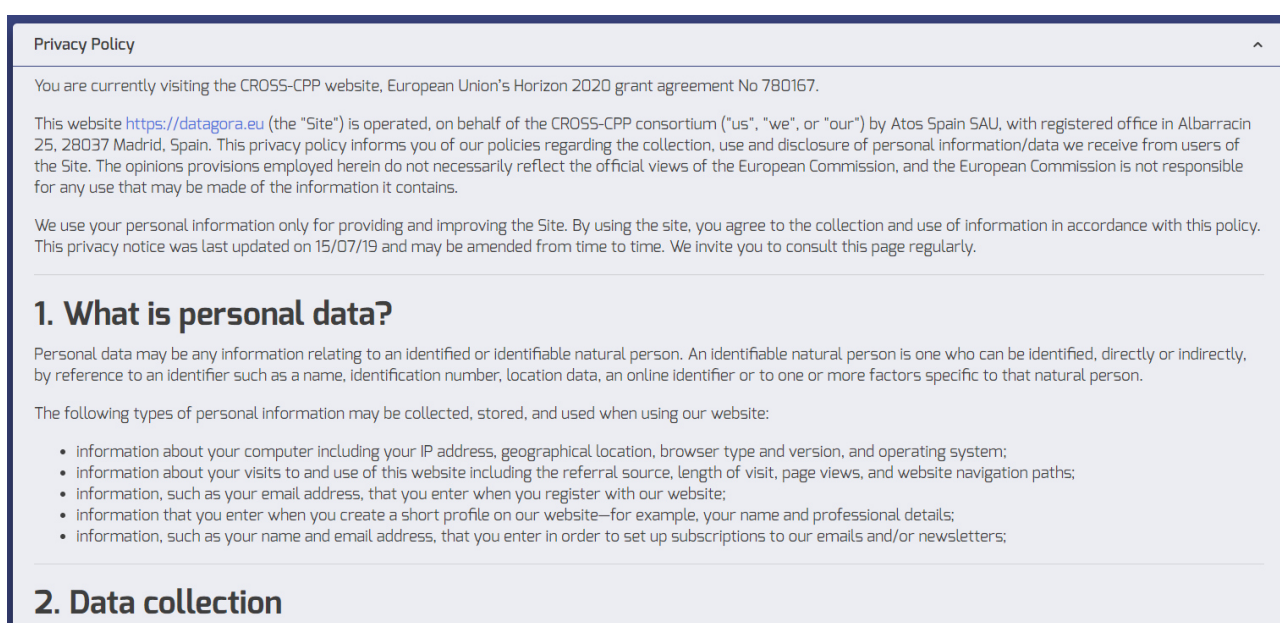 Privacy Policy
You are currently visiting the CROSS-CPP website, European Union's Horizon 2020 grant agreement No 780167.
This website https://datagora.eu (the "Site") is operated, on behalf of the CROSS-CPP consortium ("us", "we", or "our") by Atos Spain SAU, with registered office in Albarracin
25, 28037 Madrid, Spain. This privacy policy informs you of our policies regarding the collection, use and disclosure of personal information/data we receive from users of
the Site. The opinions provisions employed herein do not necessarily reflect the official views of the European Commission, and the European Commission is not responsible
for any use that may be made of the information it contains.
We use your personal information only for providing and improving the Site. By using the site, you agree to the collection and use of information in accordance with this policy.
This privacy notice was last updated on 15/07/19 and may be amended from time to time. We invite you to consult this page regularly.
1. What is personal data?
Personal data may be any information relating to an identified or identifiable natural person. An identifiable natural person is one who can be identified, directly or indirectly,
by reference to an identifier such as a name, identification number, location data, an online identifier or to one or more factors specific to that natural person.
The following types of personal information may be collected, stored, and used when using our website:
• information about your computer including your IP address, geographical location, browser type and version, and operating system;
• information about your visits to and use of this website including the referral source, length of visit, page views, and website navigation paths;
• information, such as your email address, that you enter when you register with our website;
• information that you enter when you create a short profile on our website—for example, your name and professional details;
• information, such as your name and email address, that you enter in order to set up subscriptions to our emails and/or newsletters;
2. Data collection